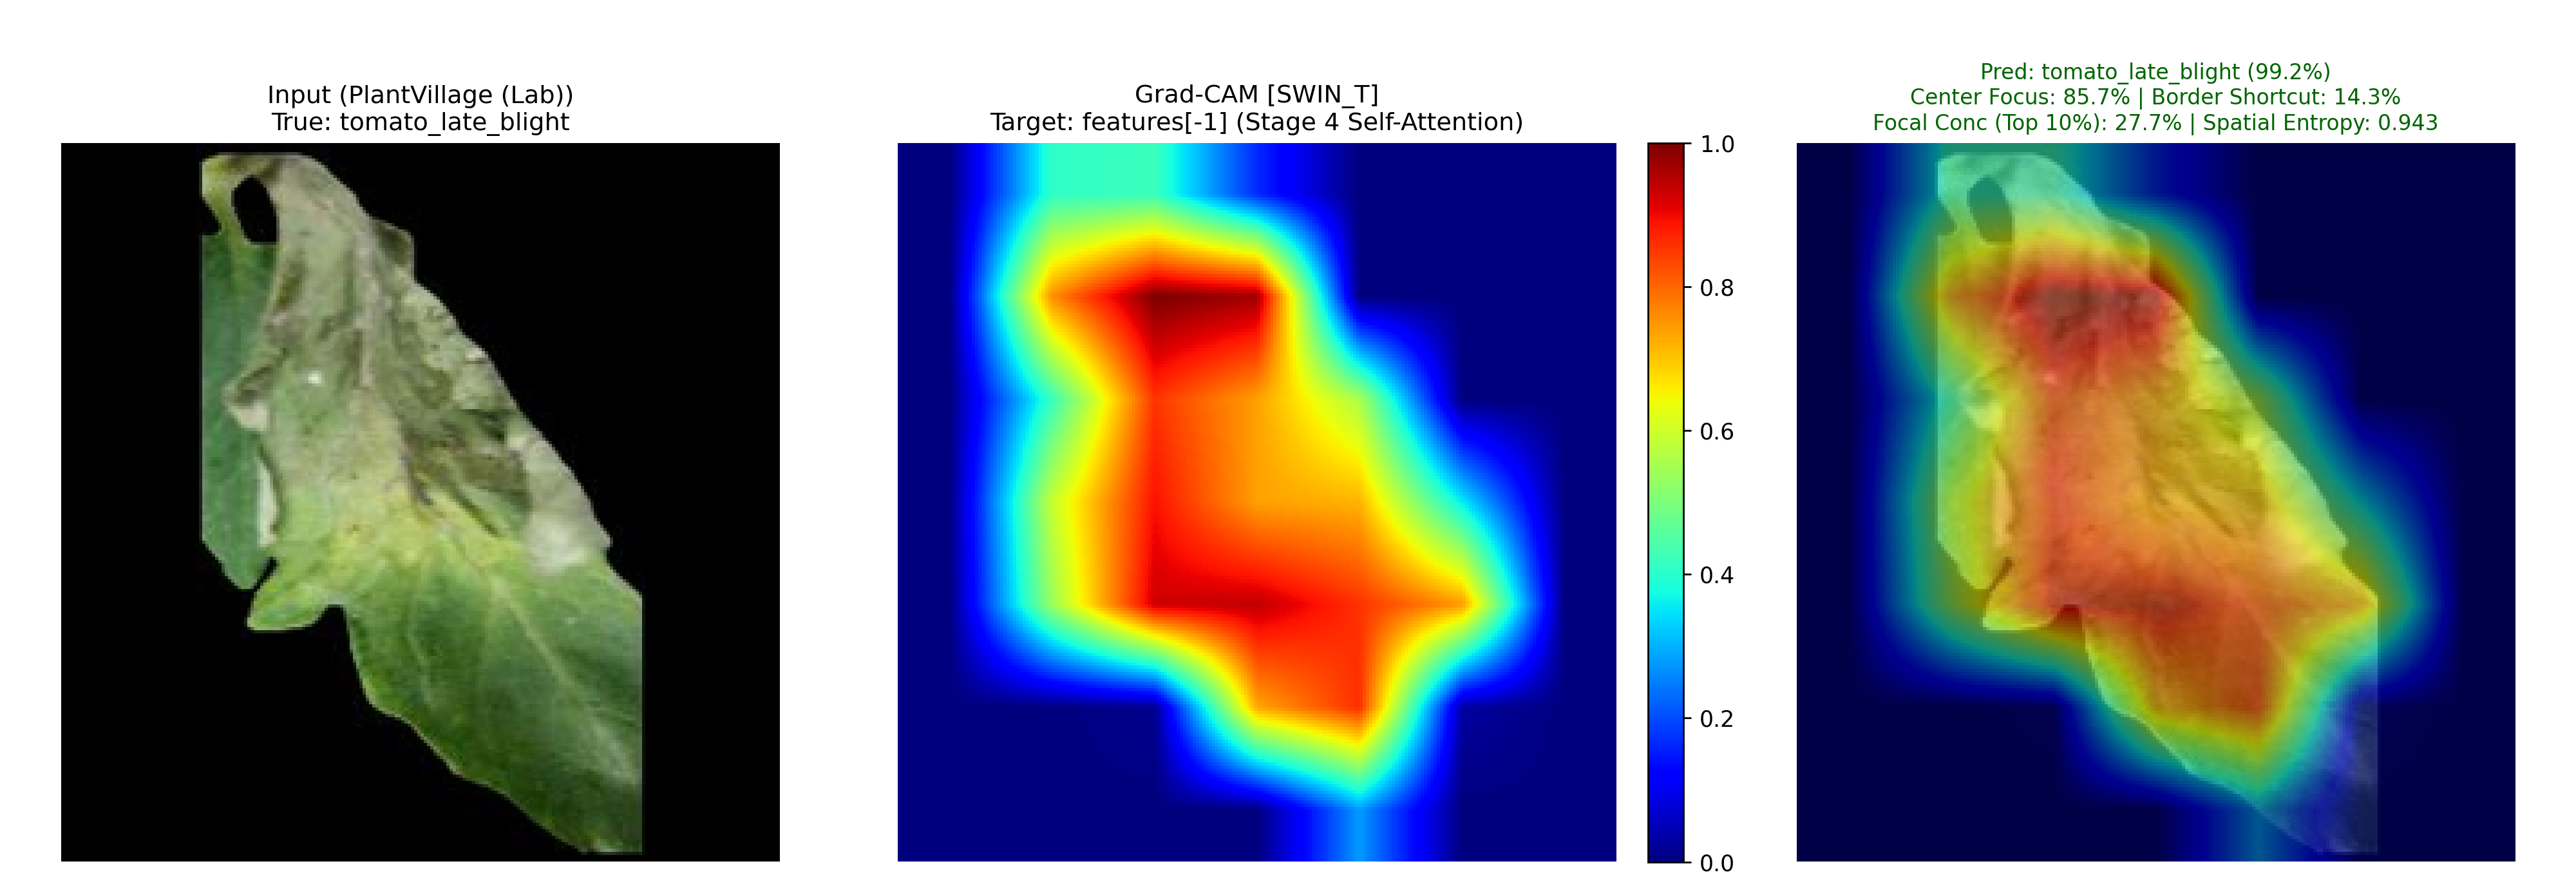 Input (PlantVillage (Lab))
True: tomato_late_blight
Grad-CAM [SWIN_T]
Target: features[-1] (Stage 4 Self-Attention)
1.0
0.8
0.6
0.4
0.2
0.0
Pred: tomato_late_blight (99.2%)
Center Focus: 85.7% | Border Shortcut: 14.3%
Focal Conc (Top 10%): 27.7% | Spatial Entropy: 0.943